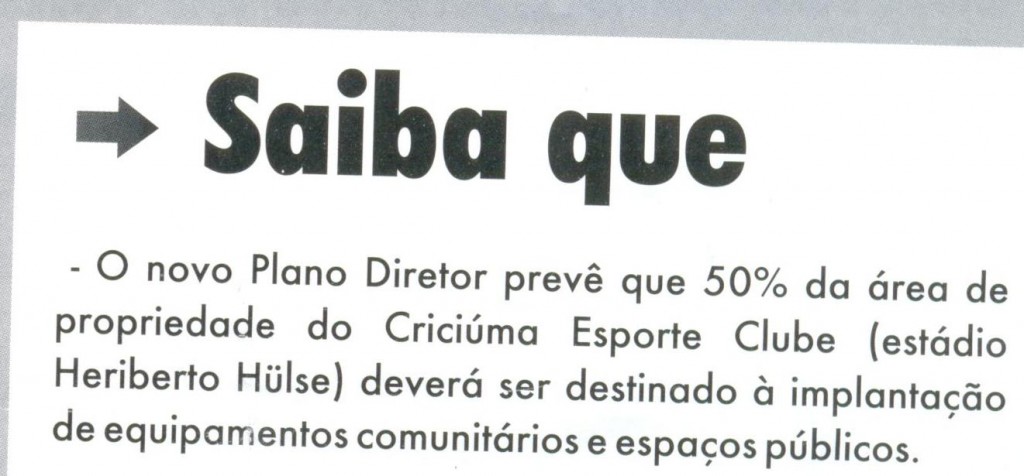 Saiba que
- O novo Plano Diretor prevê que 50% da área de
propriedade do Criciúma Esporte Clube (estádio
Heriberto Hülse) deverá ser destinado à implantação
de equipamentos comunitários e espaços públicos.